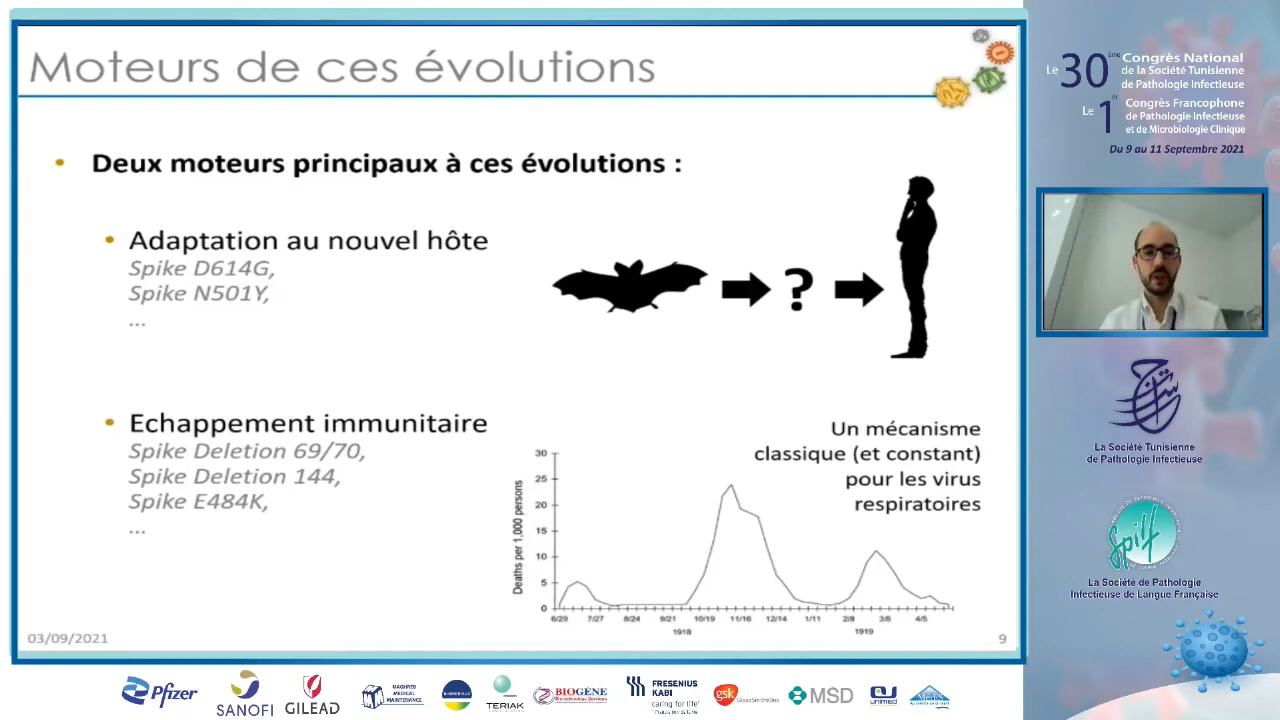 Moteurs de ces évolutions
• Deux moteurs principaux à ces évolutions :
• Adaptation au nouvel hôte
Spike D614G,
Spike N501Y,
...
?
• Echappement immunitaire
Spike Deletion 69/70,
Spike Deletion 144,
Spike E484K,
...
Un mécanisme
classique (et constant)
pour les virus
respiratoires
Deaths per 1,000 persons
30
25
20
15
10
5
0
6/29 7/27 8/24 9/21 10/19 11/16 12/14 1/11 2/8 3/8 4/5
1918 1919
03/09/2021
9
Le 30ème Congrès National
de la Société Tunisienne
de Pathologie Infectieuse
Le 1er Congrès Francophone
de Pathologie Infectieuse
et de Microbiologie Clinique
Du 9 au 11 Septembre 2021
La Société Tunisienne
de Pathologie Infectieuse
Spilf
La Société de Pathologie
Infectieuse de Langue Française
Pfizer
SANOFI
GILEAD
MAGHREB
MEDICAL
MAINTENANCE
TERIAK
BIOGÈNE
FRESENIUS
KABI
caring for life
gsk
GlaxoSmithKline
MSD
UNIMED